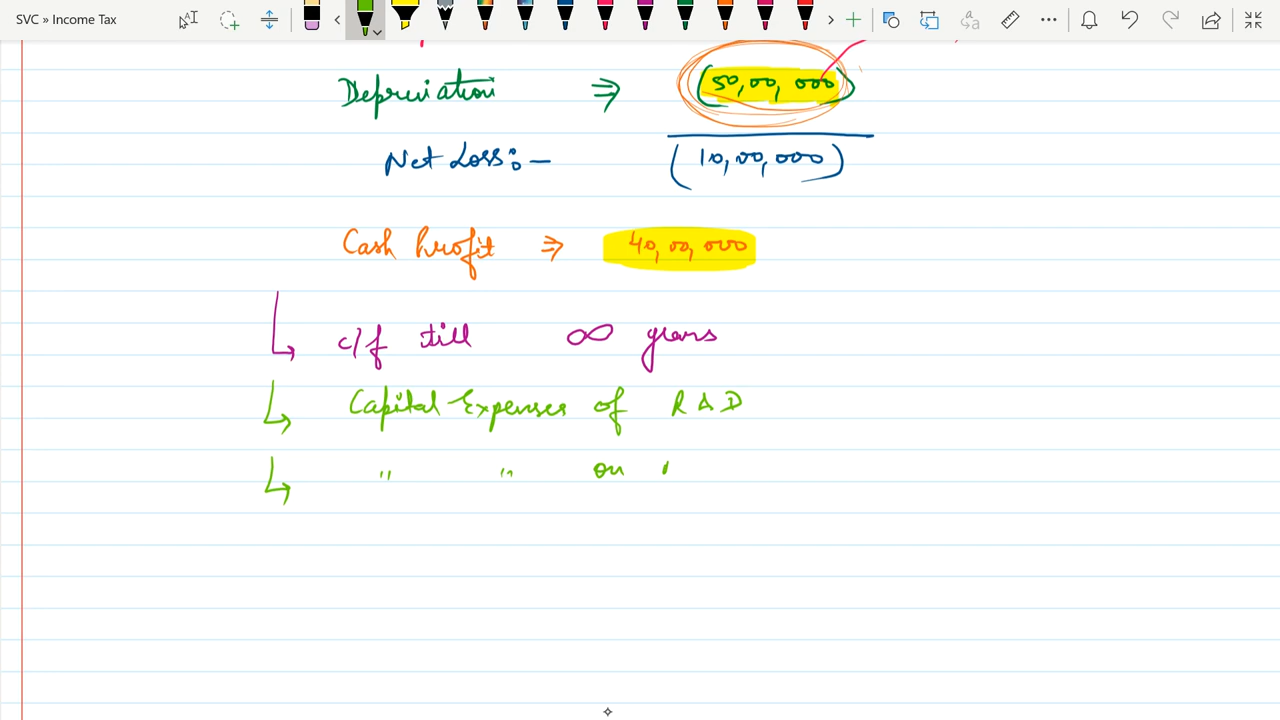 SVC » Income Tax
Depreciation ⇒ (50,00,000)
Net Loss:- (10,00,000)
Cash Profit ⇒ 40,00,000
↳ c/f till ∞ years
↳ Capital Expenses of R & D
↳ " " on